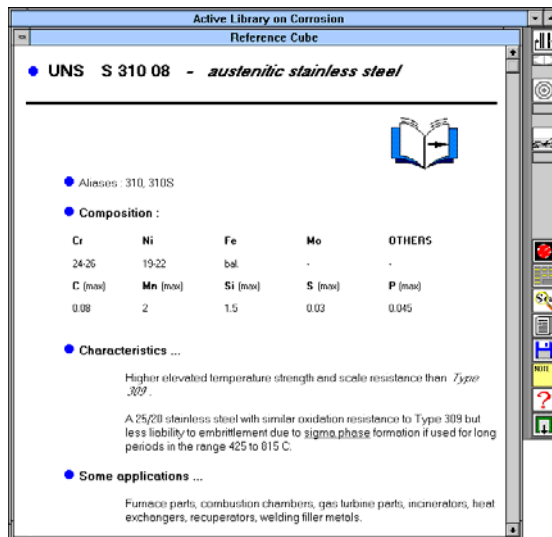 Active Library on Corrosion
Reference Cube
UNS S 310 08 - austenitic stainless steel
Aliases : 310, 310S
Composition :
Cr Ni Fe Mo OTHERS
24-26 19-22 bal. - -
C (max) Mn (max) Si (max) S (max) P (max)
0.08 2 1.5 0.03 0.045
Characteristics ...
Higher elevated temperature strength and scale resistance than Type
309 .
A 25/20 stainless steel with similar oxidation resistance to Type 309 but
less liability to embrittlement due to sigma phase formation if used for long
periods in the range 425 to 815 C.
Some applications ...
Furnace parts, combustion chambers, gas turbine parts, incinerators, heat
exchangers, recuperators, welding filler metals.
NOTE
?